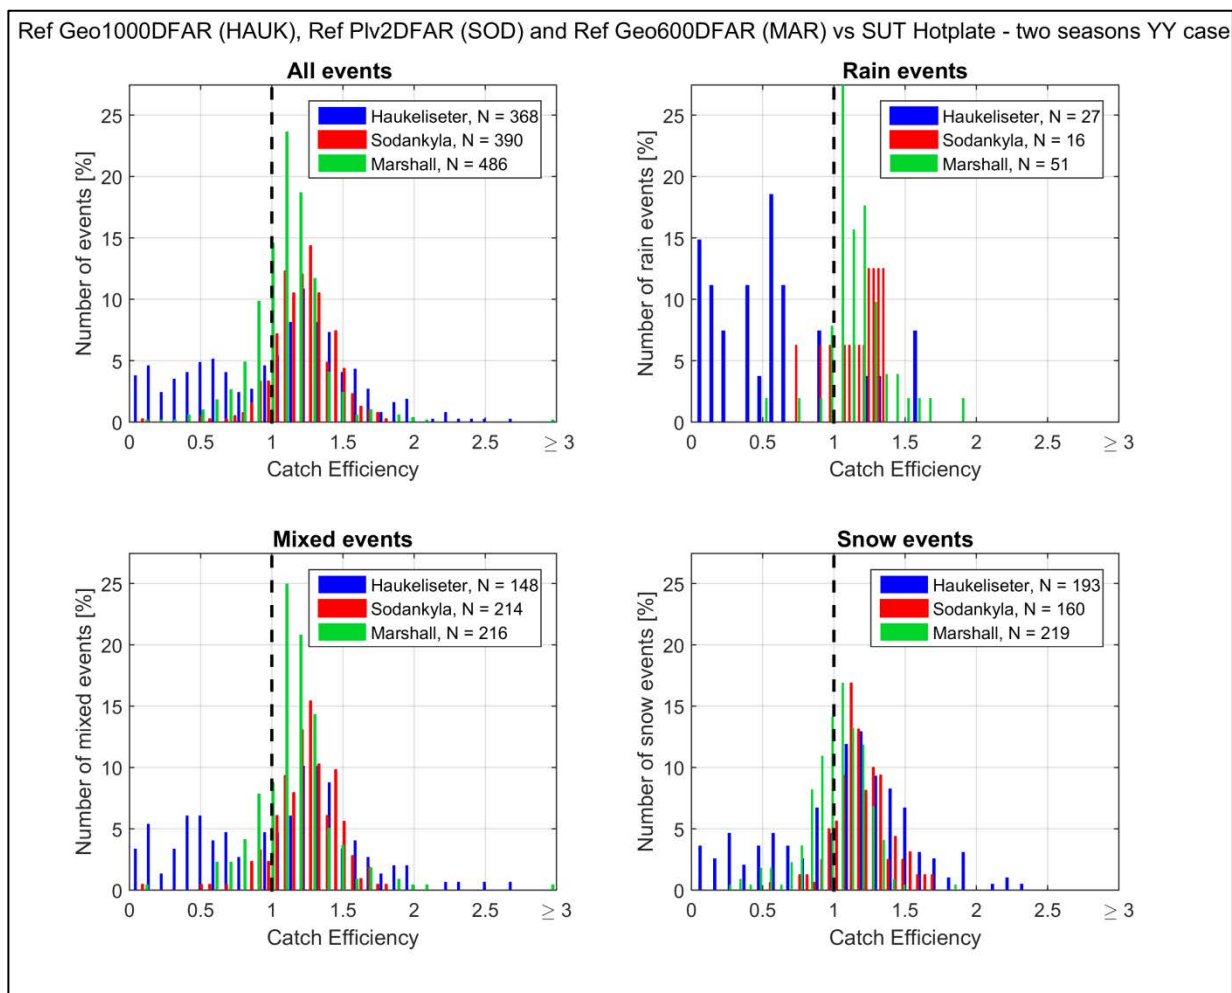 Ref Geo1000DFAR (HAUK), Ref Plv2DFAR (SOD) and Ref Geo600DFAR (MAR) vs SUT Hotplate - two seasons YY case
All events
Number of events [%]
25
20
15
10
5
0
Haukeliseter, N = 368
Sodankyla, N = 390
Marshall, N = 486
0 0.5 1 1.5 2 2.5 ≥ 3
Catch Efficiency
Rain events
Number of rain events [%]
25
20
15
10
5
0
Haukeliseter, N = 27
Sodankyla, N = 16
Marshall, N = 51
0 0.5 1 1.5 2 2.5 ≥ 3
Catch Efficiency
Mixed events
Number of mixed events [%]
25
20
15
10
5
0
Haukeliseter, N = 148
Sodankyla, N = 214
Marshall, N = 216
0 0.5 1 1.5 2 2.5 ≥ 3
Catch Efficiency
Snow events
Number of snow events [%]
25
20
15
10
5
0
Haukeliseter, N = 193
Sodankyla, N = 160
Marshall, N = 219
0 0.5 1 1.5 2 2.5 ≥ 3
Catch Efficiency